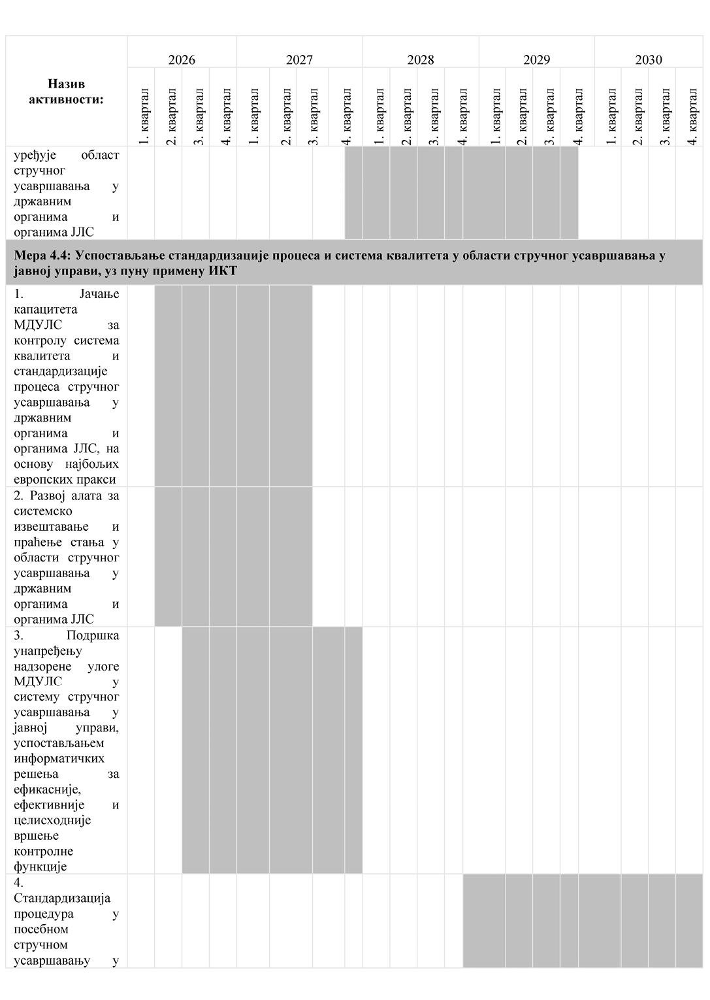 2026 2027 2028 2029 2030
Назив
активности:
1. квартал 2. квартал 3. квартал 4. квартал 1. квартал 2. квартал 3. квартал 4. квартал 1. квартал 2. квартал 3. квартал 4. квартал 1. квартал 2. квартал 3. квартал 4. квартал 1. квартал 2. квартал 3. квартал 4. квартал
уређује област
стручног
усавршавања у
државним
органима и
органима ЈЛС
Мера 4.4: Успостављање стандардизације процеса и система квалитета у области стручног усавршавања у
јавној управи, уз пуну примену ИКТ
1. Јачање
капацитета
МДУЛС за
контролу система
квалитета и
стандардизације
процеса стручног
усавршавања у
државним
органима и
органима ЈЛС, на
основу најбољих
европских пракси
2. Развој алата за
системско
извештавање и
праћење стања у
области стручног
усавршавања у
државним
органима и
органима ЈЛС
3. Подршка
унапређењу
надзорене улоге
МДУЛС у
систему стручног
усавршавања у
јавној управи,
успостављањем
информатичких
решења за
ефикасније,
ефективније и
целисходније
вршење
контролне
функције
4.
Стандардизација
процедура у
посебном
стручном
усавршавању у